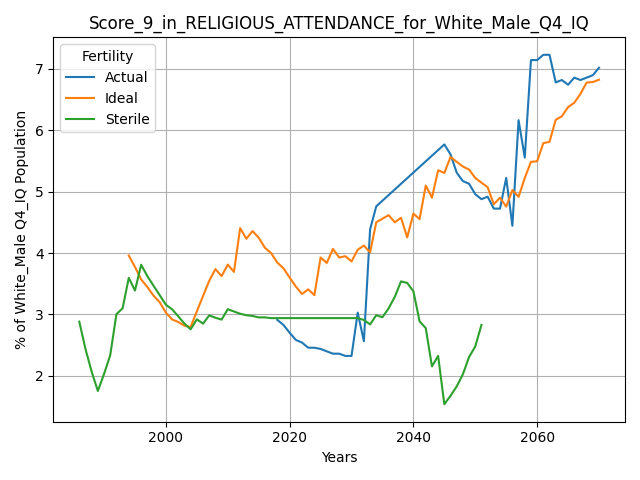 Score_9_in_RELIGIOUS_ATTENDANCE_for_White_Male_Q4_IQ
Fertility
Actual
Ideal
Sterile
% of White_Male Q4_IQ Population
7
6
5
4
3
2
2000 2020 2040 2060
Years